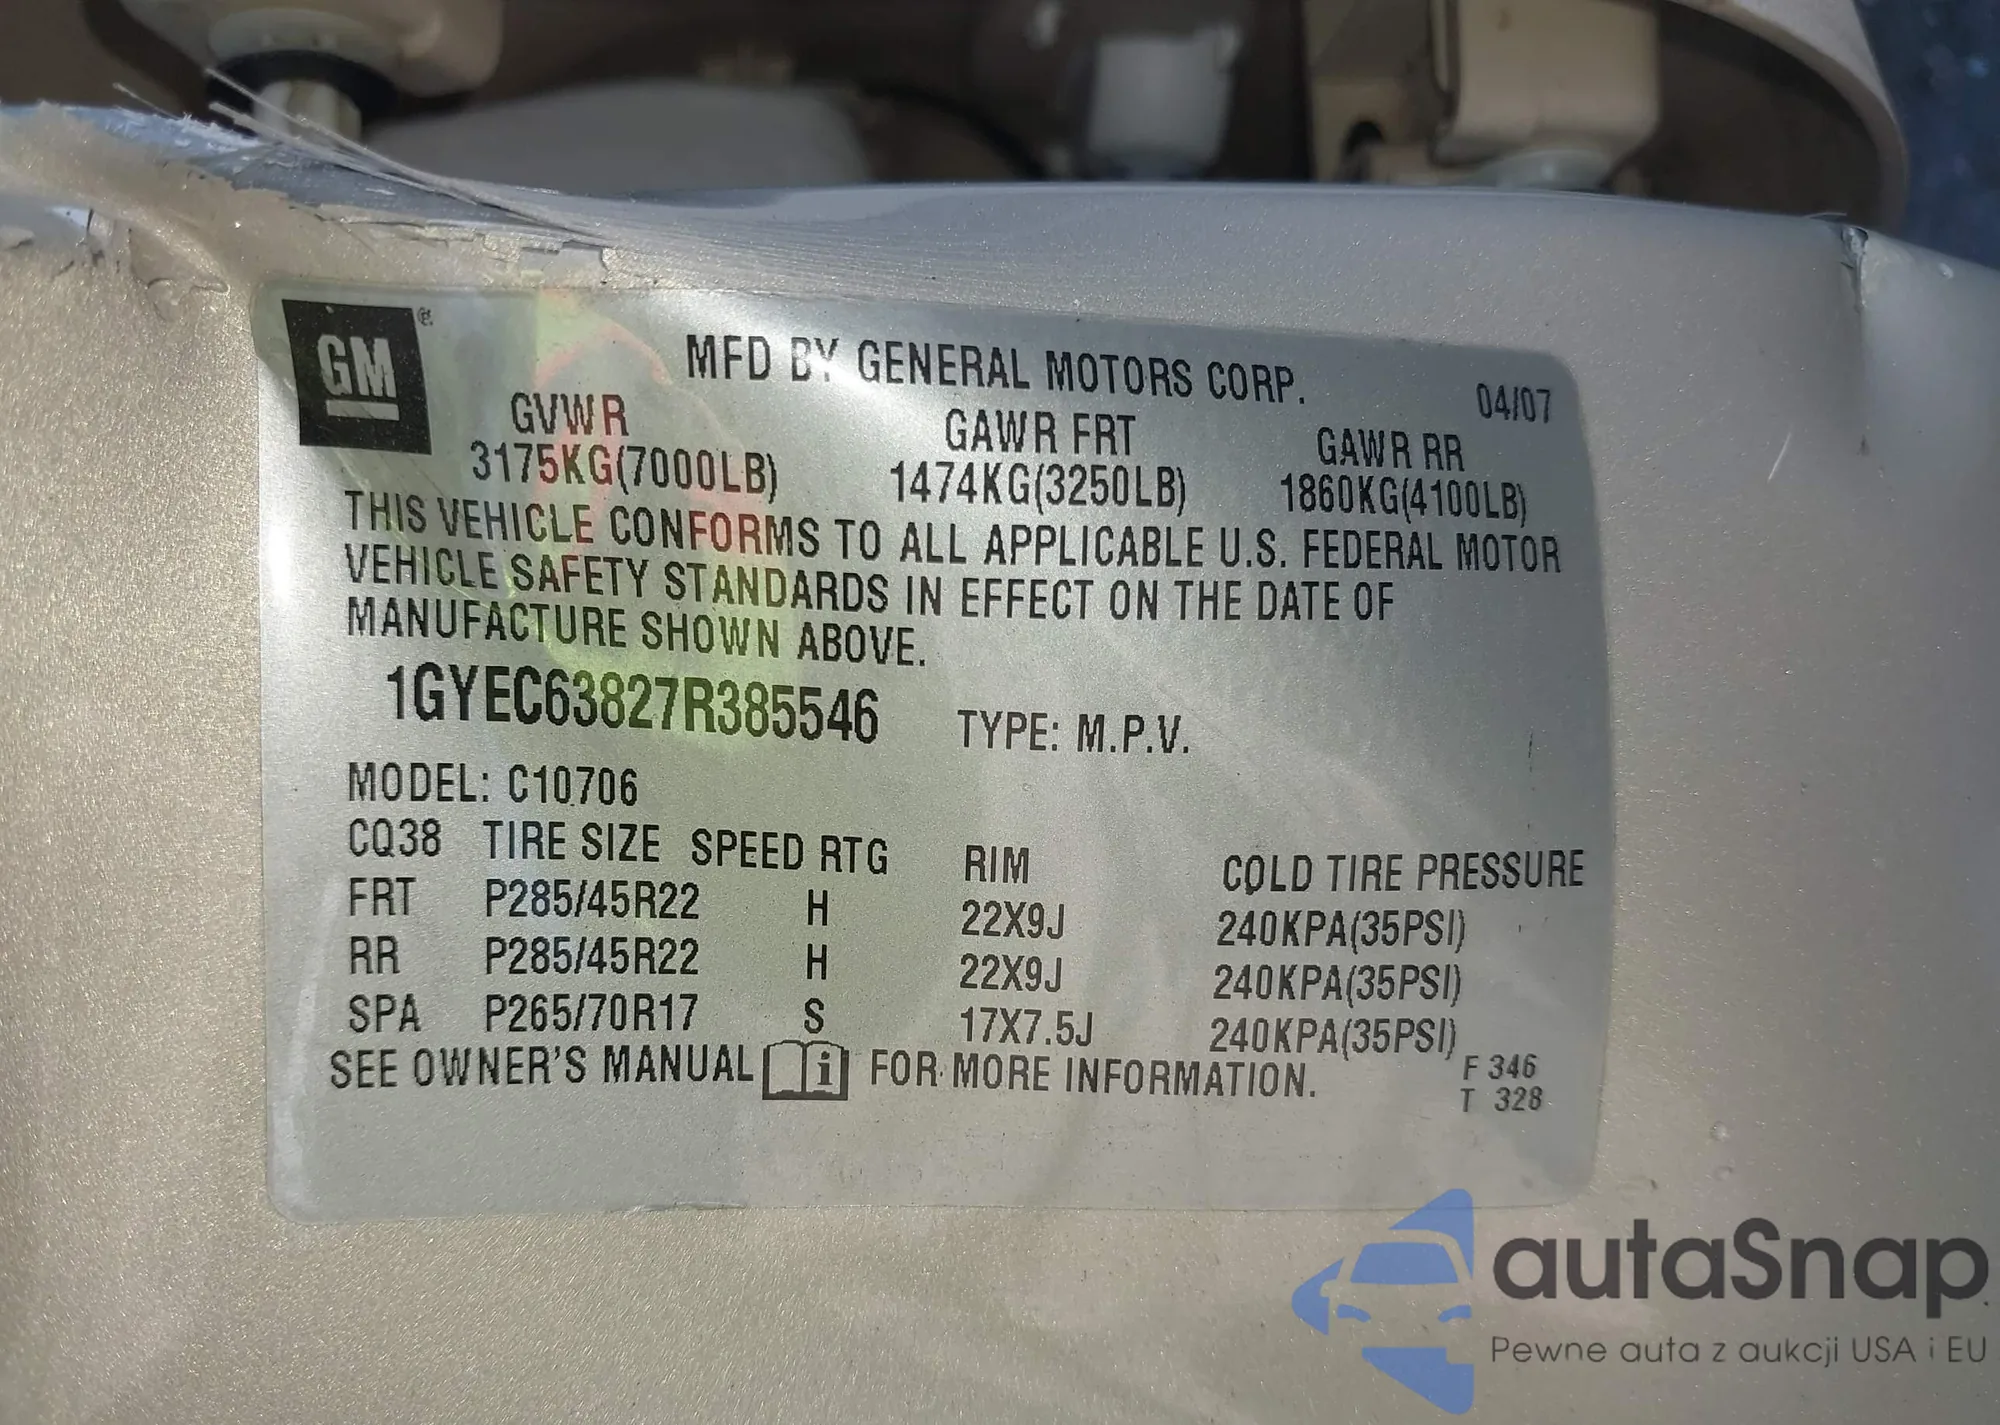 GM
MFD BY GENERAL MOTORS CORP.
04/07
GVWR GAWR FRT GAWR RR
3175KG(7000LB) 1474KG(3250LB) 1860KG(4100LB)
THIS VEHICLE CONFORMS TO ALL APPLICABLE U.S. FEDERAL MOTOR
VEHICLE SAFETY STANDARDS IN EFFECT ON THE DATE OF
MANUFACTURE SHOWN ABOVE.
1GYEC63827R385546 TYPE: M.P.V.
MODEL: C10706
CQ38 TIRE SIZE SPEED RTG RIM COLD TIRE PRESSURE
FRT P285/45R22 H 22X9J 240KPA(35PSI)
RR P285/45R22 H 22X9J 240KPA(35PSI)
SPA P265/70R17 S 17X7.5J 240KPA(35PSI)
SEE OWNER'S MANUAL i FOR MORE INFORMATION.
F 346
T 328
autaSnap
Pewne auta z aukcji USA i EU